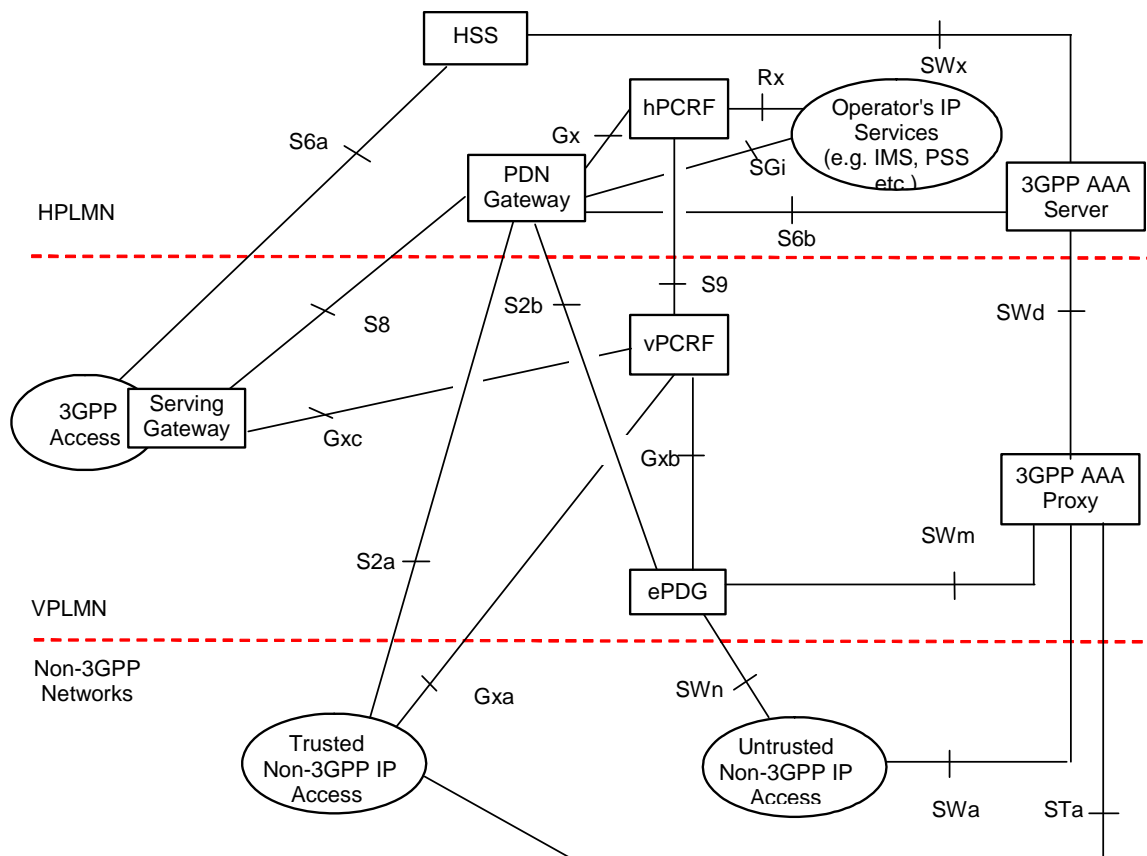 HSS
SWx
Rx
hPCRF
Operator's IP
Services
(e.g. IMS, PSS
etc.)
Gx
S6a
SGi
PDN
Gateway
3GPP AAA
Server
HPLMN
S6b
S9
S2b
SWd
S8
vPCRF
3GPP
Access
Serving
Gateway
Gxc
Gxb
3GPP AAA
Proxy
SWm
S2a
ePDG
VPLMN
Non-3GPP
Networks
SWn
Gxa
Trusted
Non-3GPP IP
Access
Untrusted
Non-3GPP IP
Access
SWa
STa